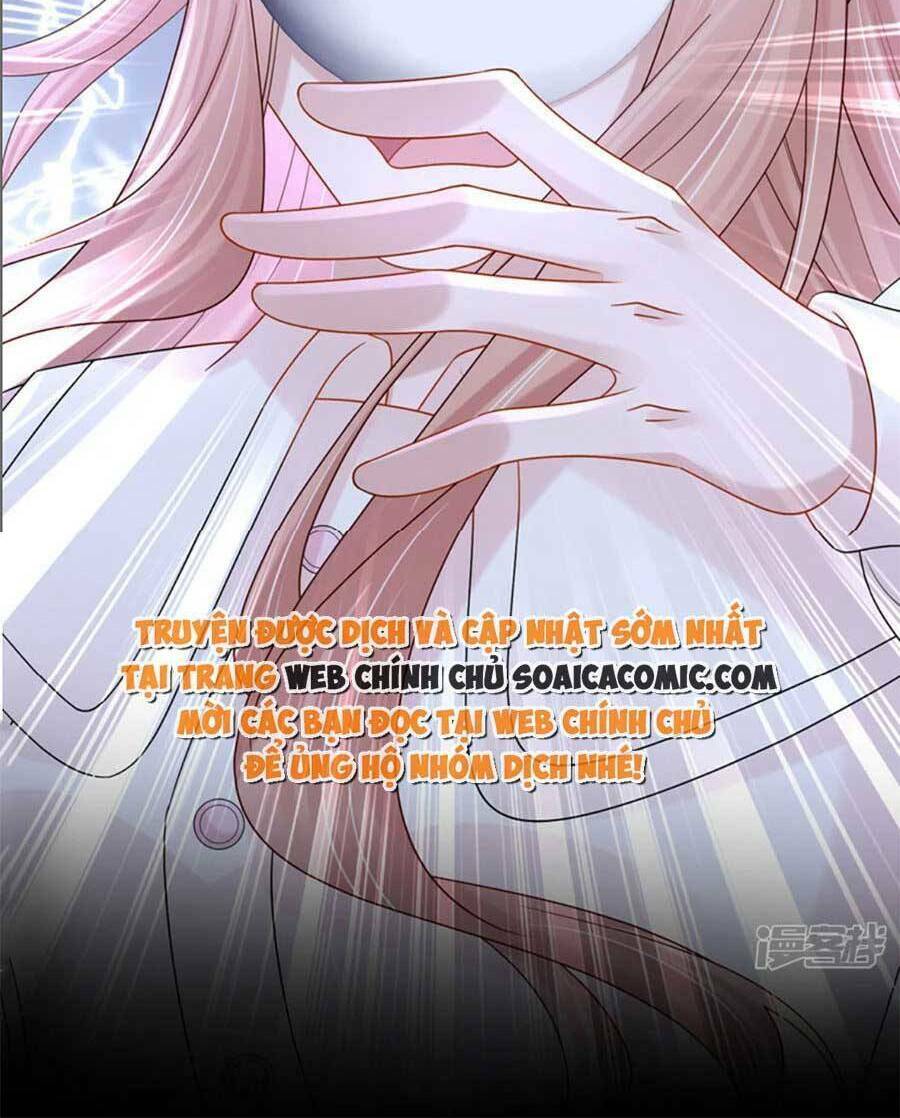 TRUYỆN ĐƯỢC DỊCH VÀ CẬP NHẬT SỚM NHẤT
TẠI TRANG WEB CHÍNH CHỦ SOAICACOMIC.COM
MỜI CÁC BẠN ĐỌC TẠI WEB CHÍNH CHỦ
ĐỂ ỦNG HỘ NHÓM DỊCH NHÉ!
漫客栈